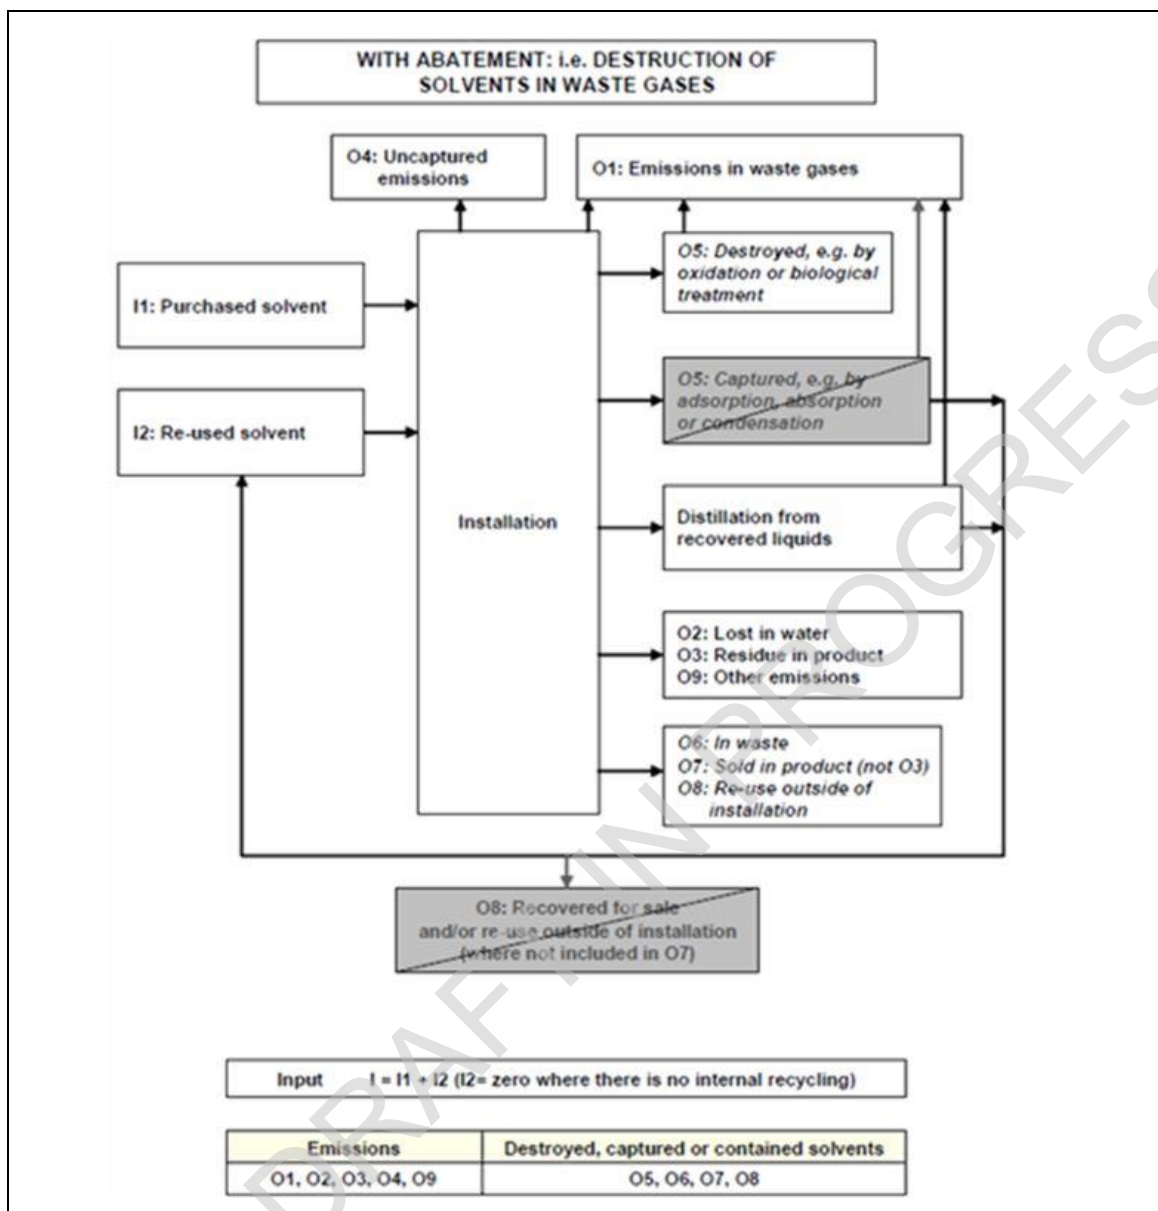 WITH ABATEMENT: i.e. DESTRUCTION OF
SOLVENTS IN WASTE GASES
O4: Uncaptured
emissions
O1: Emissions in waste gases
O5: Destroyed, e.g. by
oxidation or biological
treatment
I1: Purchased solvent
O5: Captured, e.g. by
adsorption, absorption
or condensation
I2: Re-used solvent
Installation
Distillation from
recovered liquids
O2: Lost in water
O3: Residue in product
O9: Other emissions
O6: In waste
O7: Sold in product (not O3)
O8: Re-use outside of
installation
O8: Recovered for sale
and/or re-use outside of installation
(where not included in O7)
Input I = I1 + I2 (I2= zero where there is no internal recycling)
Emissions Destroyed, captured or contained solvents
O1, O2, O3, O4, O9 O5, O6, O7, O8
DRAFT IN PROGRESS